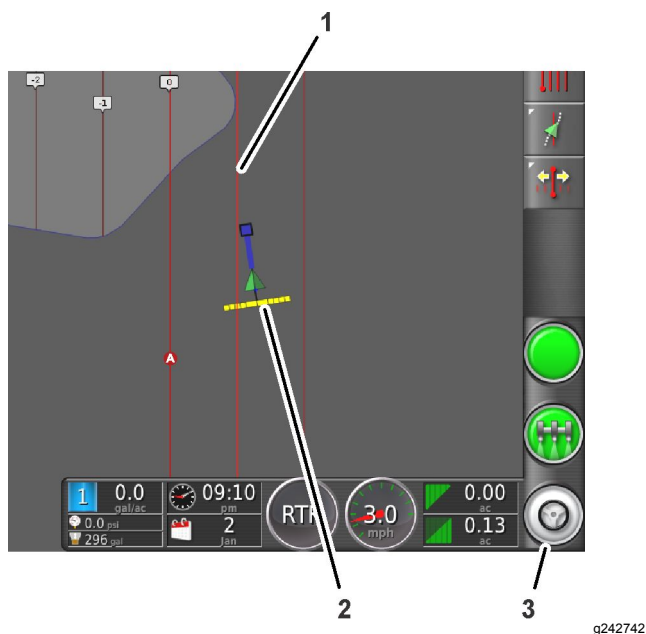 1
-2
-1
0
A
1 0.0 gal/ac
0.0 psi
296 gal
09:10 pm
2 Jan
RTK
3.0 mph
0.00 ac
0.13 ac
2
3
g242742